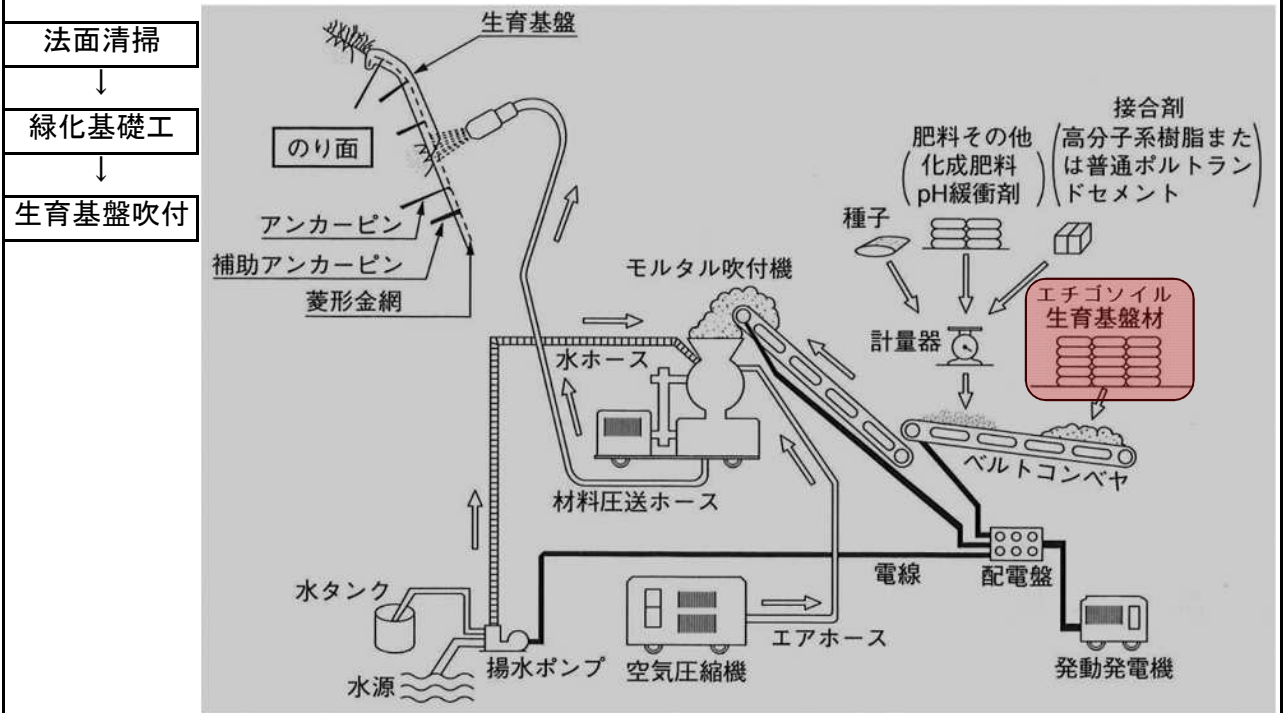 法面清掃
↓
緑化基礎工
↓
生育基盤吹付
生育基盤
のり面
アンカーピン
補助アンカーピン
菱形金網
接合剤
(高分子系樹脂また
は普通ポルトラン
ドセメント)
肥料その他
(化成肥料
pH緩衝剤)
種子
モルタル吹付機
エチゴソイル
生育基盤材
計量器
水ホース
ベルトコンベヤ
材料圧送ホース
電線
配電盤
水タンク
エアホース
揚水ポンプ
空気圧縮機
発動発電機
水源